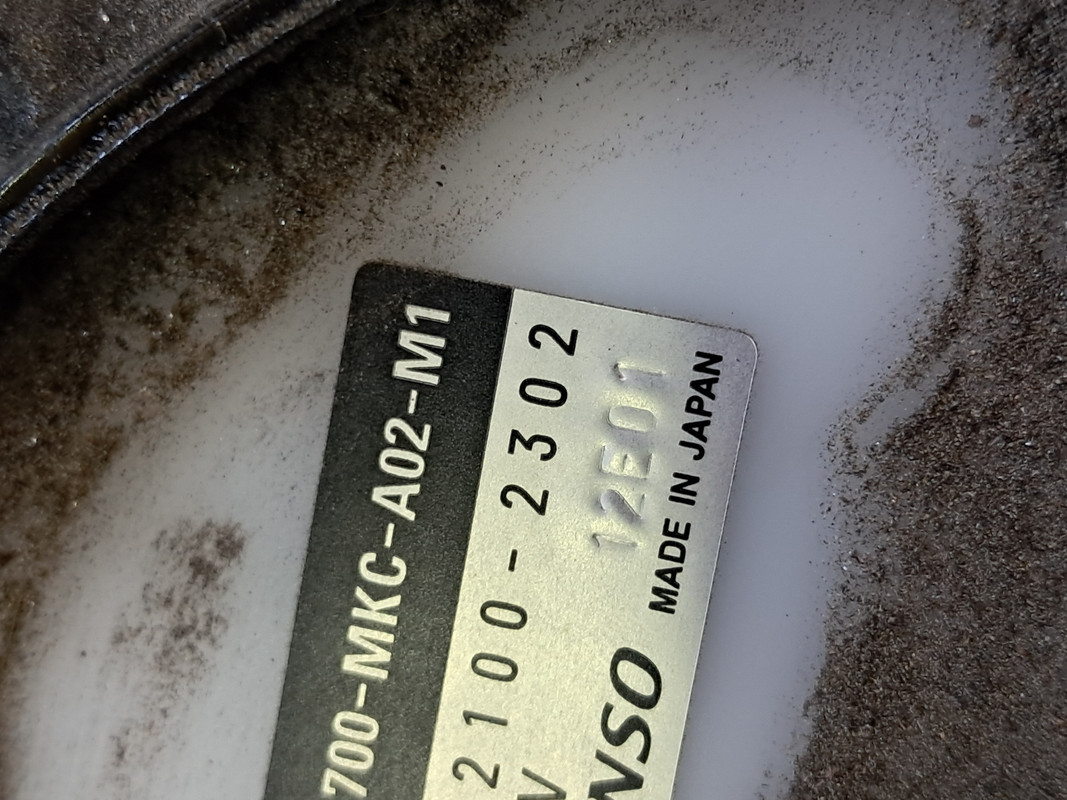 700-MKC-A02-M1
2100-2302
V 12E01
NSO MADE IN JAPAN